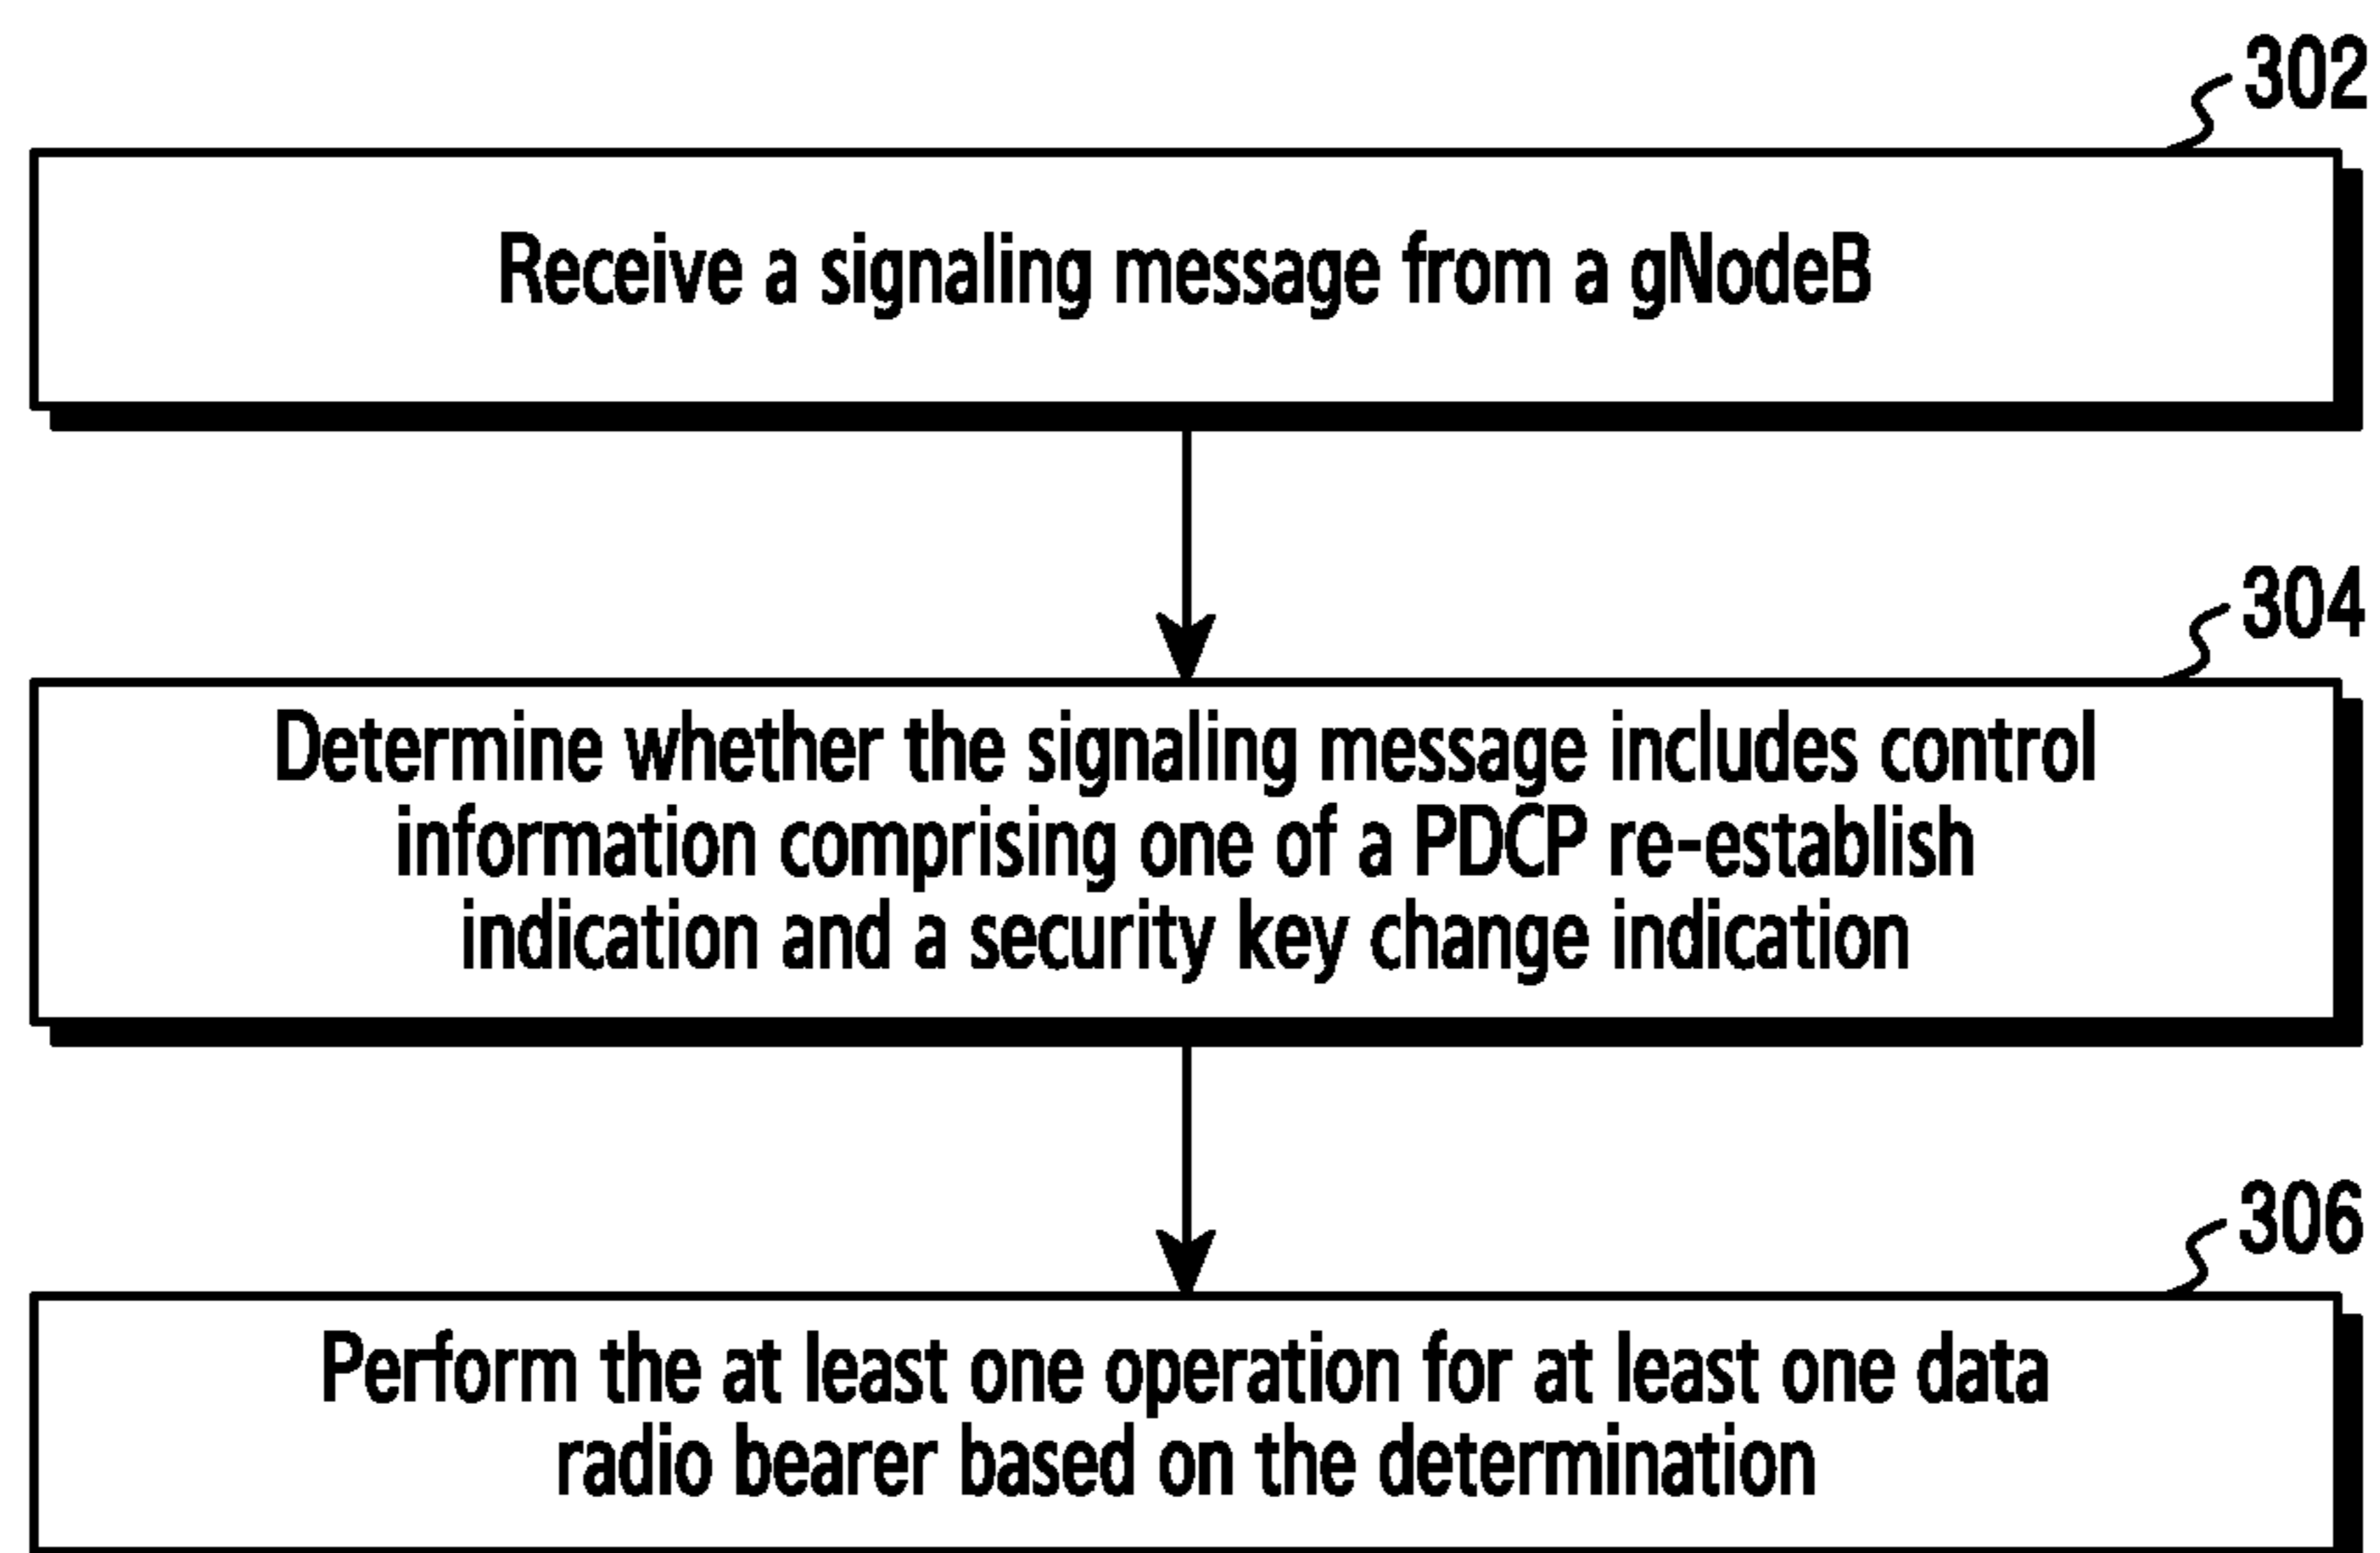 302
Receive a signaling message from a gNodeB
304
Determine whether the signaling message includes control
information comprising one of a PDCP re-establish
indication and a security key change indication
306
Perform the at least one operation for at least one data
radio bearer based on the determination